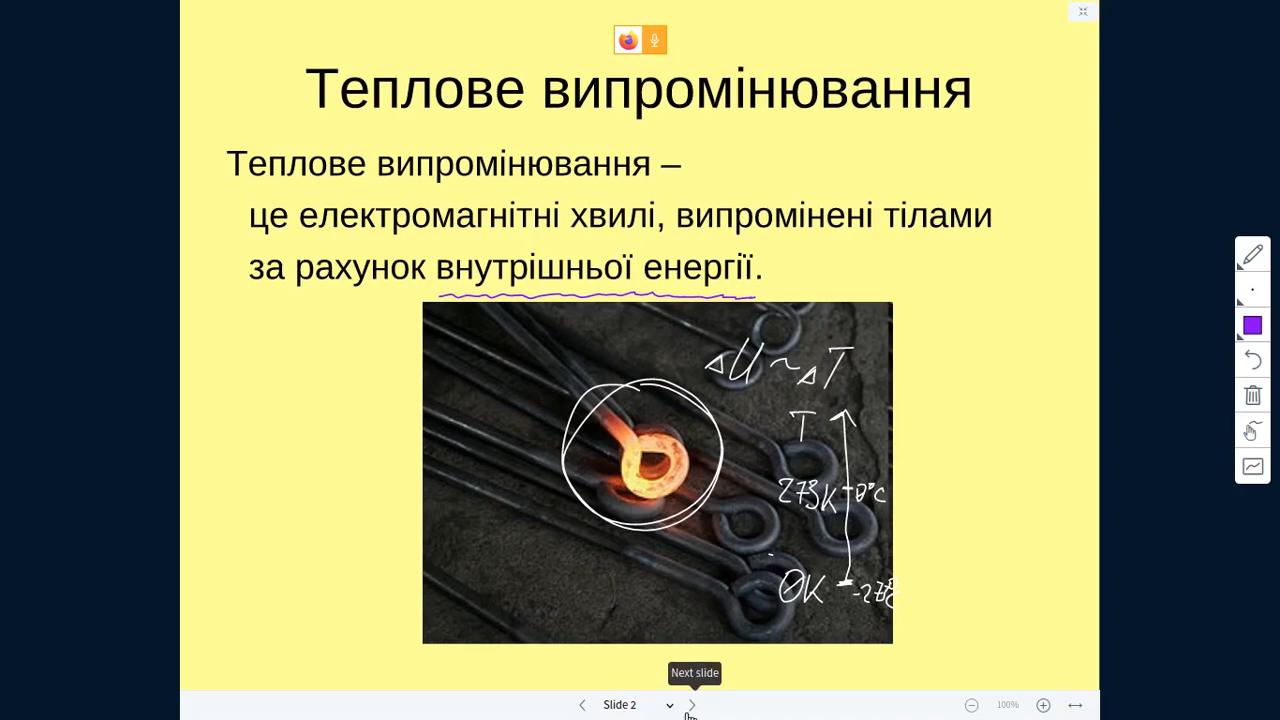 Теплове випромінювання
Теплове випромінювання –
це електромагнітні хвилі, випромінені тілами
за рахунок внутрішньої енергії.
ΔU ~ ΔT
T
273K 0°C
0K -273
Next slide
Slide 2
100%